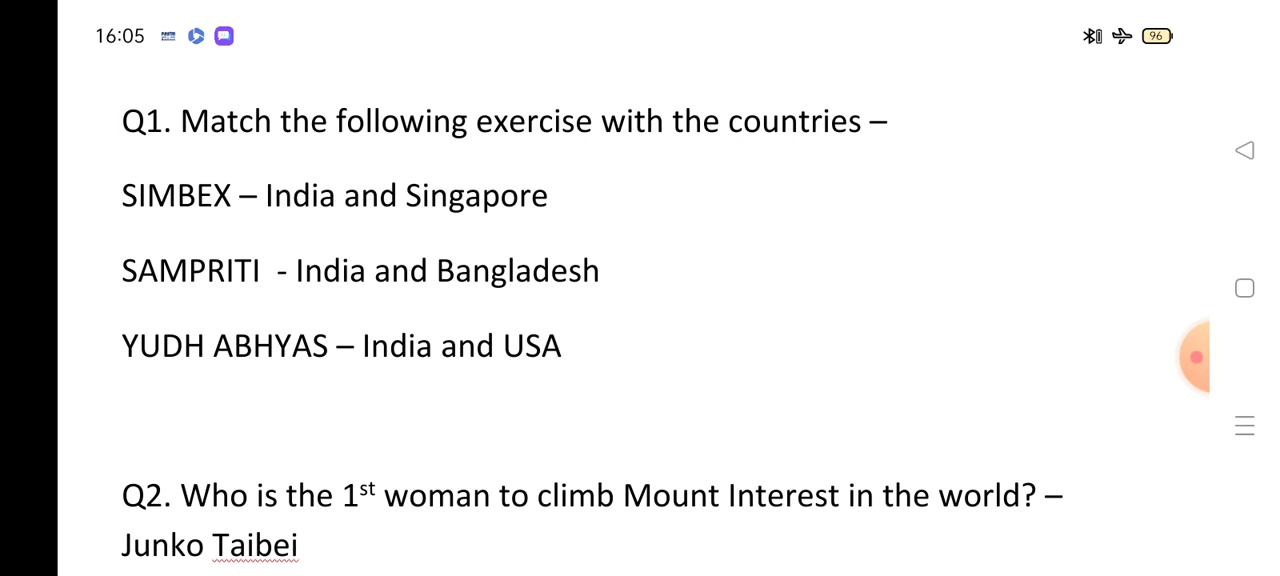 16:05
96
Q1. Match the following exercise with the countries –
SIMBEX – India and Singapore
SAMPRITI - India and Bangladesh
YUDH ABHYAS – India and USA
Q2. Who is the 1st woman to climb Mount Interest in the world? –
Junko Taibei